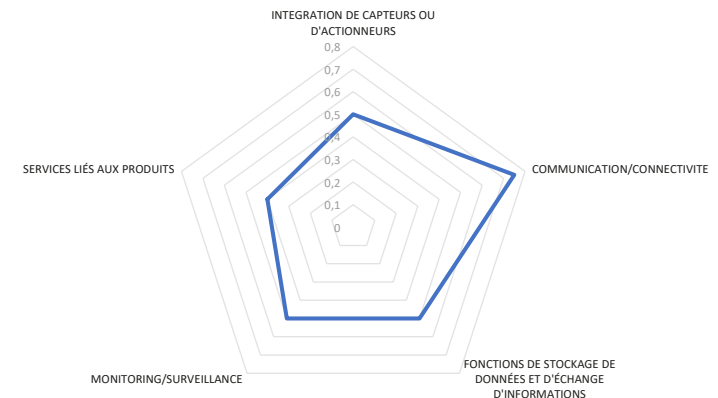 INTEGRATION DE CAPTEURS OU
D'ACTIONNEURS
0,8
0,7
0,6
0,5
0,4
0,3
0,2
0,1
0
SERVICES LIÉS AUX PRODUITS
COMMUNICATION/CONNECTIVITE
MONITORING/SURVEILLANCE
FONCTIONS DE STOCKAGE DE
DONNÉES ET D'ÉCHANGE
D'INFORMATIONS